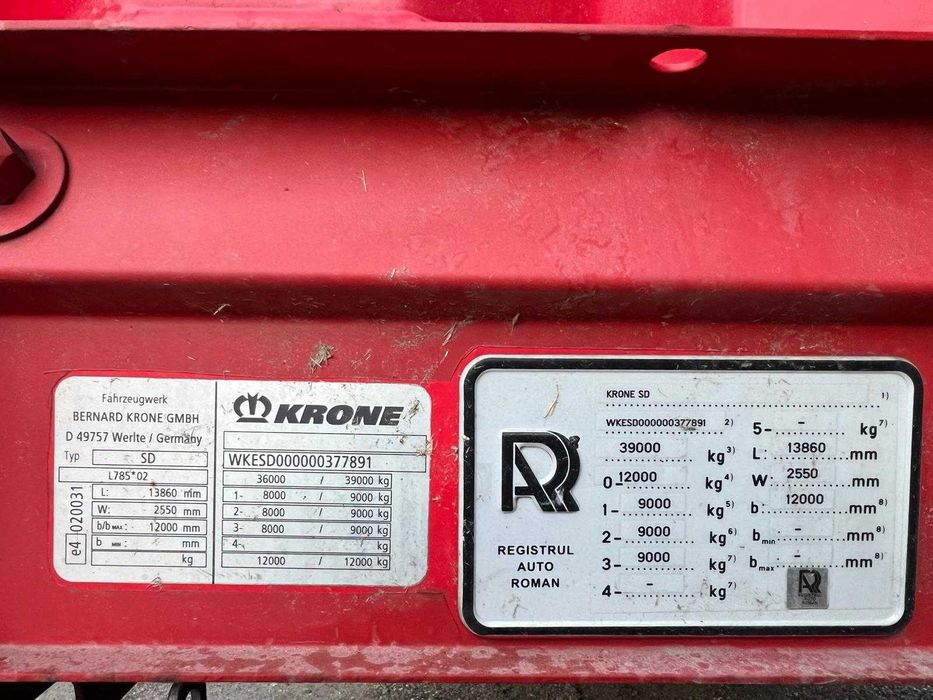 Fahrzeugwerk
BERNARD KRONE GMBH
D 49757 Werlte / Germany
Typ SD
L785*02
e4 020031
L: 13860 mm
W: 2550 mm
b/b MAX : 12000 mm
b MIN : mm
kg
KRONE
WKESD000000377891
36000 / 39000 kg
1- 8000 / 9000 kg
2- 8000 / 9000 kg
3- 8000 / 9000 kg
4- / kg
12000 / 12000 kg
REGISTRUL
AUTO
ROMAN
KRONE SD 1)
WKESD000000377891 2)
39000 kg 3)
0-12000 kg 4)
1- 9000 kg 5)
2- 9000 kg 6)
3- 9000 kg 7)
4- - kg 7)
5- - kg 7)
L: 13860 mm
W: 2550 mm
b: 12000 mm 8)
b min : - mm 8)
b max : - mm 8)